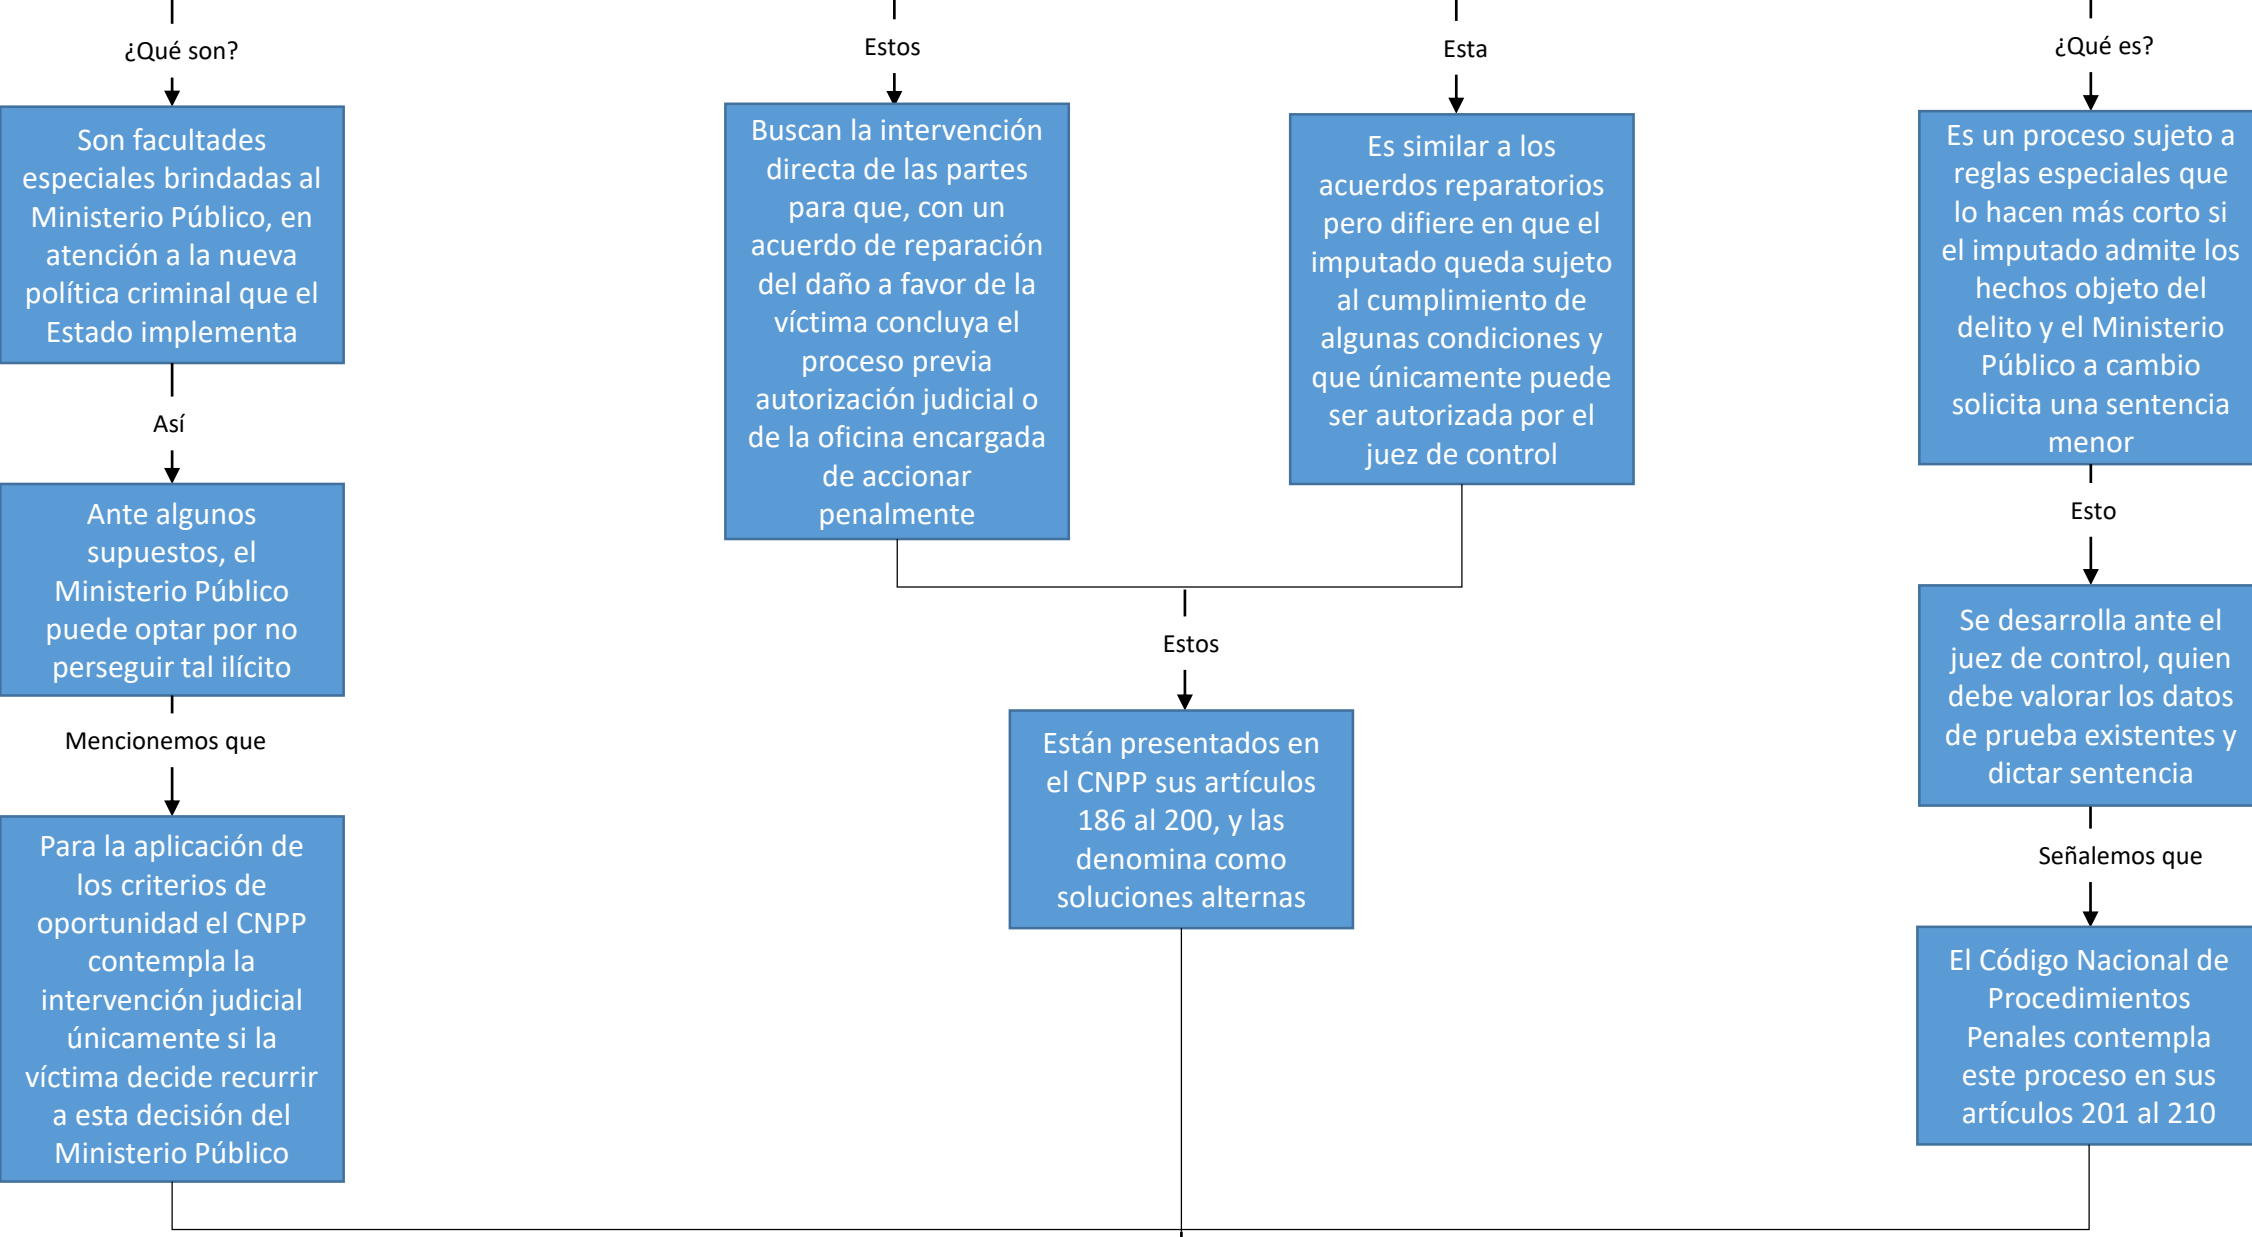 ¿Qué son?
Son facultades
especiales brindadas al
Ministerio Público, en
atención a la nueva
política criminal que el
Estado implementa
Así
Ante algunos
supuestos, el
Ministerio Público
puede optar por no
perseguir tal ilícito
Mencionemos que
Para la aplicación de
los criterios de
oportunidad el CNPP
contempla la
intervención judicial
únicamente si la
víctima decide recurrir
a esta decisión del
Ministerio Público
Estos
Buscan la intervención
directa de las partes
para que, con un
acuerdo de reparación
del daño a favor de la
víctima concluya el
proceso previa
autorización judicial o
de la oficina encargada
de accionar
penalmente
Esta
Es similar a los
acuerdos reparatorios
pero difiere en que el
imputado queda sujeto
al cumplimiento de
algunas condiciones y
que únicamente puede
ser autorizada por el
juez de control
Estos
Están presentados en
el CNPP sus artículos
186 al 200, y las
denomina como
soluciones alternas
¿Qué es?
Es un proceso sujeto a
reglas especiales que
lo hacen más corto si
el imputado admite los
hechos objeto del
delito y el Ministerio
Público a cambio
solicita una sentencia
menor
Esto
Se desarrolla ante el
juez de control, quien
debe valorar los datos
de prueba existentes y
dictar sentencia
Señalemos que
El Código Nacional de
Procedimientos
Penales contempla
este proceso en sus
artículos 201 al 210